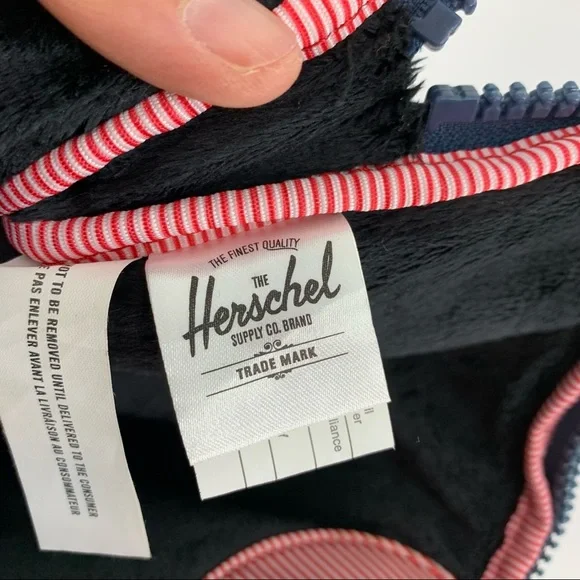 THE FINEST QUALITY
THE
Herschel
SUPPLY CO. BRAND
TRADE MARK
OT TO BE REMOVED UNTIL DELIVERED TO THE CONSUMER
E PAS ENLEVER AVANT LA LIVRAISON AU CONSOMMATEUR